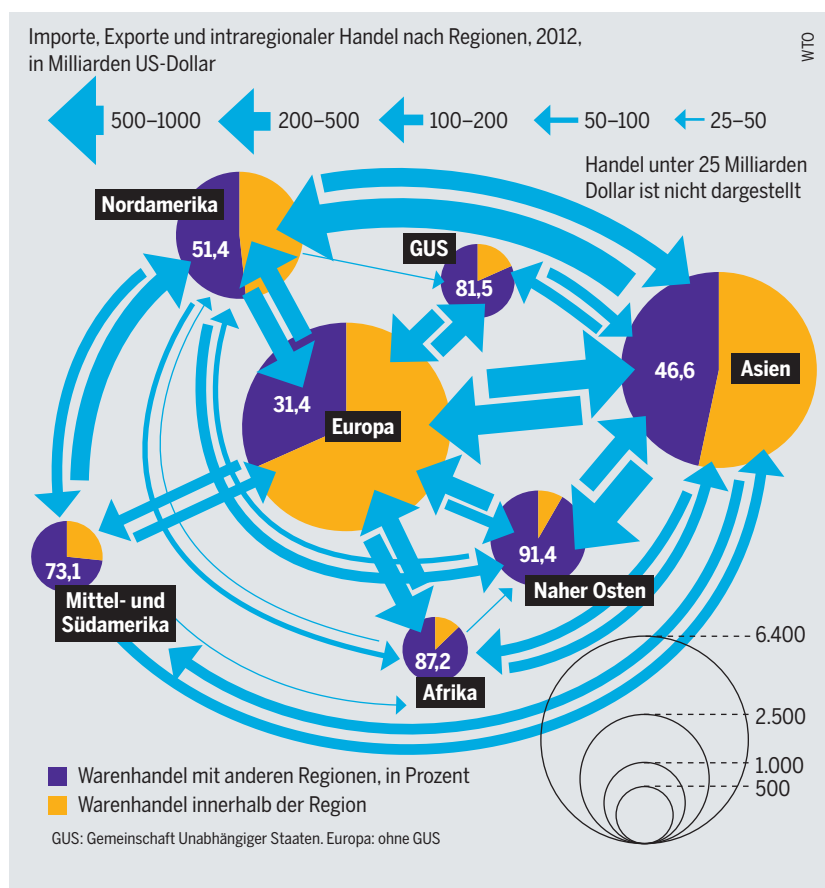 Importe, Exporte und intraregionaler Handel nach Regionen, 2012,
in Milliarden US-Dollar
WTO
500–1000
200–500
100–200
50–100
25–50
Handel unter 25 Milliarden
Dollar ist nicht dargestellt
Nordamerika
51,4
GUS
81,5
46,6
Asien
31,4
Europa
91,4
Naher Osten
73,1
Mittel- und
Südamerika
87,2
Afrika
6.400
2.500
1.000
500
Warenhandel mit anderen Regionen, in Prozent
Warenhandel innerhalb der Region
GUS: Gemeinschaft Unabhängiger Staaten. Europa: ohne GUS